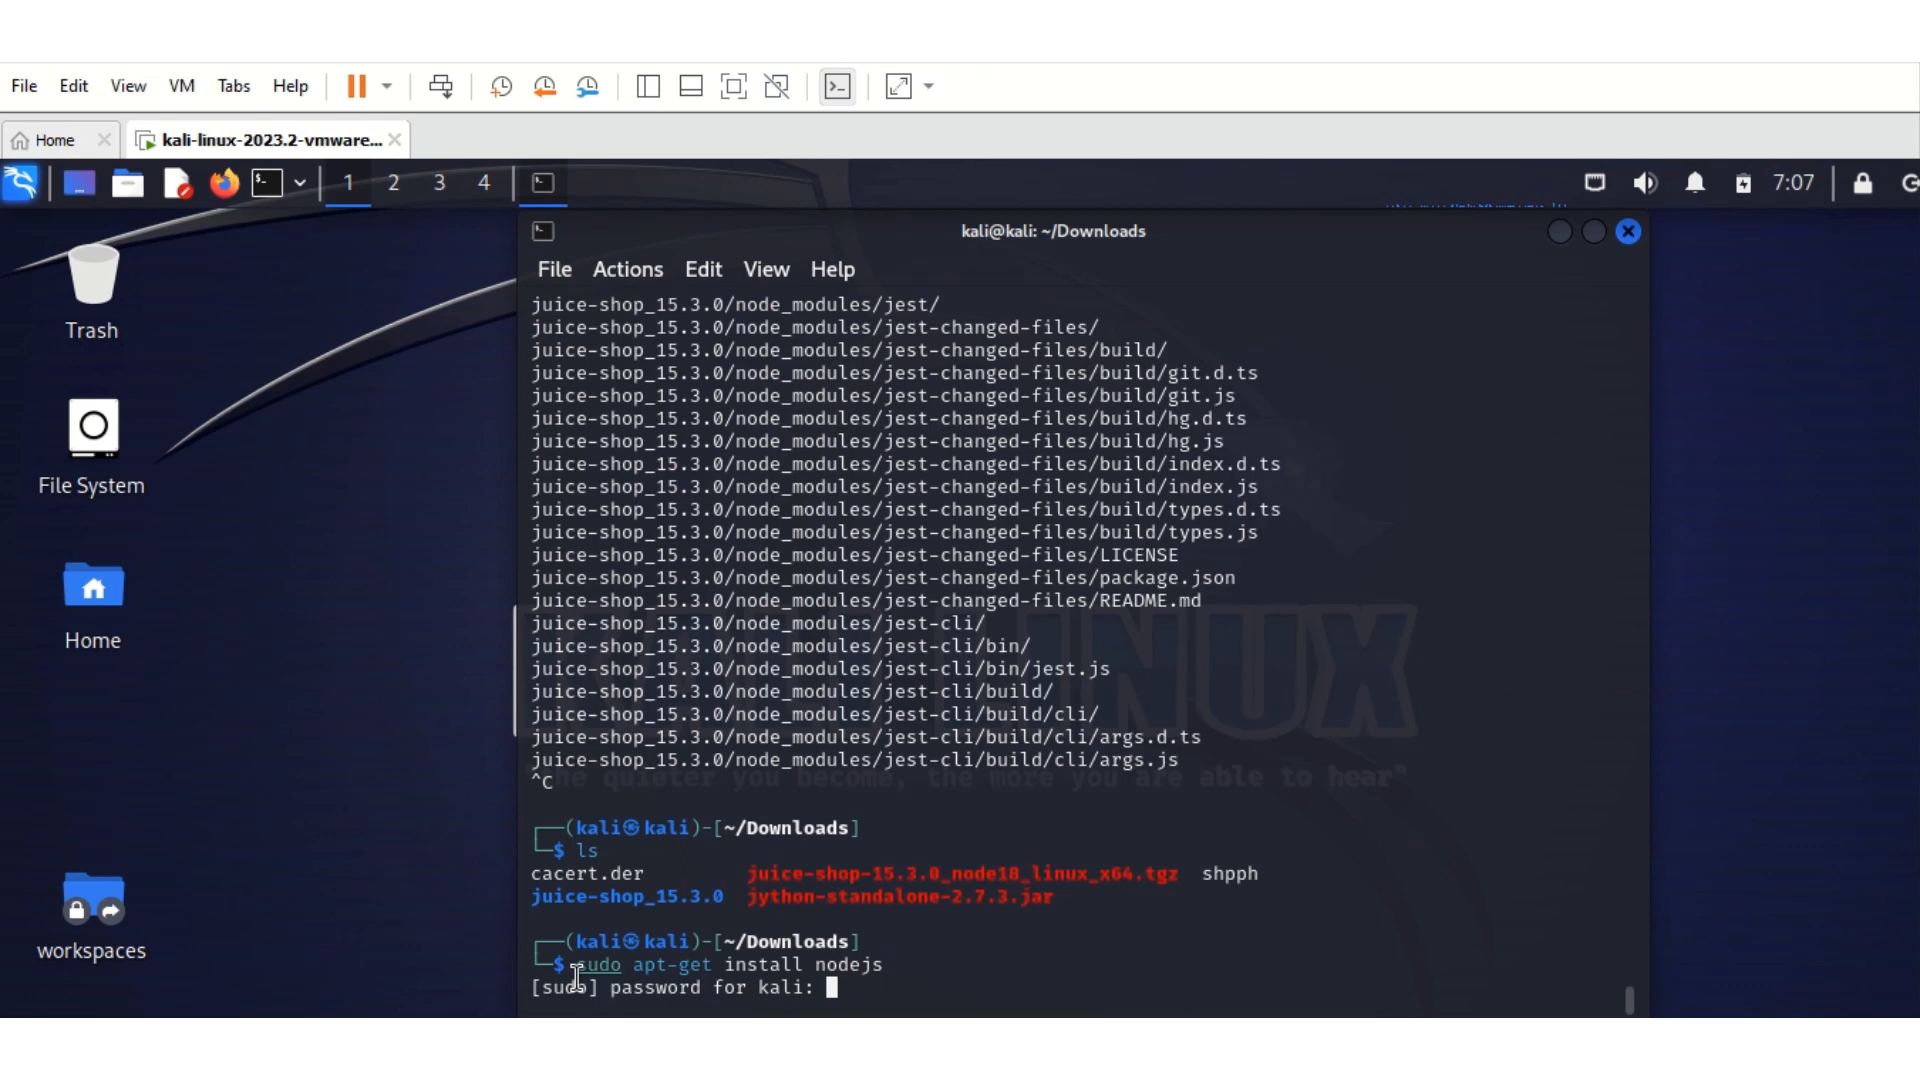 File Edit View VM Tabs Help
Home kali-linux-2023.2-vmware...
1 2 3 4 7:07
kali@kali: ~/Downloads
File Actions Edit View Help
Trash
File System
Home
workspaces
juice-shop_15.3.0/node_modules/jest/
juice-shop_15.3.0/node_modules/jest-changed-files/
juice-shop_15.3.0/node_modules/jest-changed-files/build/
juice-shop_15.3.0/node_modules/jest-changed-files/build/git.d.ts
juice-shop_15.3.0/node_modules/jest-changed-files/build/git.js
juice-shop_15.3.0/node_modules/jest-changed-files/build/hg.d.ts
juice-shop_15.3.0/node_modules/jest-changed-files/build/hg.js
juice-shop_15.3.0/node_modules/jest-changed-files/build/index.d.ts
juice-shop_15.3.0/node_modules/jest-changed-files/build/index.js
juice-shop_15.3.0/node_modules/jest-changed-files/build/types.d.ts
juice-shop_15.3.0/node_modules/jest-changed-files/build/types.js
juice-shop_15.3.0/node_modules/jest-changed-files/LICENSE
juice-shop_15.3.0/node_modules/jest-changed-files/package.json
juice-shop_15.3.0/node_modules/jest-changed-files/README.md
juice-shop_15.3.0/node_modules/jest-cli/
juice-shop_15.3.0/node_modules/jest-cli/bin/
juice-shop_15.3.0/node_modules/jest-cli/bin/jest.js
juice-shop_15.3.0/node_modules/jest-cli/build/
juice-shop_15.3.0/node_modules/jest-cli/build/cli/
juice-shop_15.3.0/node_modules/jest-cli/build/cli/args.d.ts
juice-shop_15.3.0/node_modules/jest-cli/build/cli/args.js
^C
LINUX
quieter you become, the more you are able to hear"
┌──(kali㉿kali)-[~/Downloads]
└─$ ls
cacert.der juice-shop-15.3.0_node18_linux_x64.tgz shpph
juice-shop_15.3.0 jython-standalone-2.7.3.jar
┌──(kali㉿kali)-[~/Downloads]
└─$ sudo apt-get install nodejs
[sudo] password for kali: